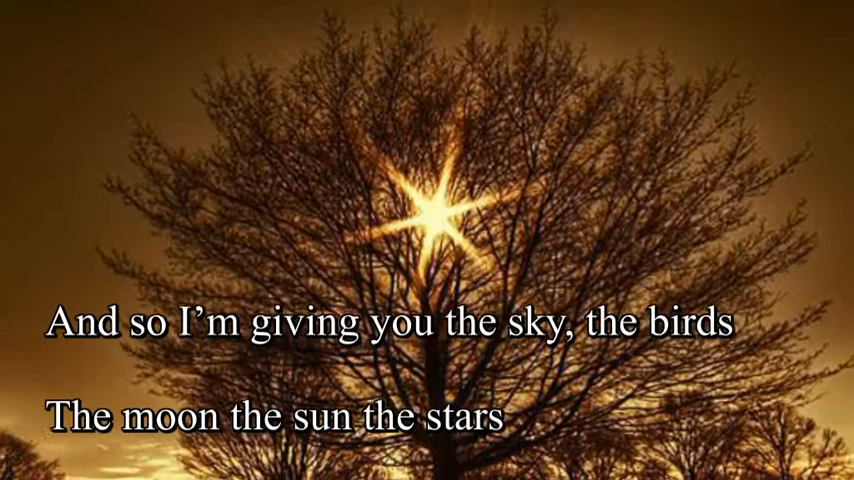 And so I’m giving you the sky, the birds
The moon the sun the stars